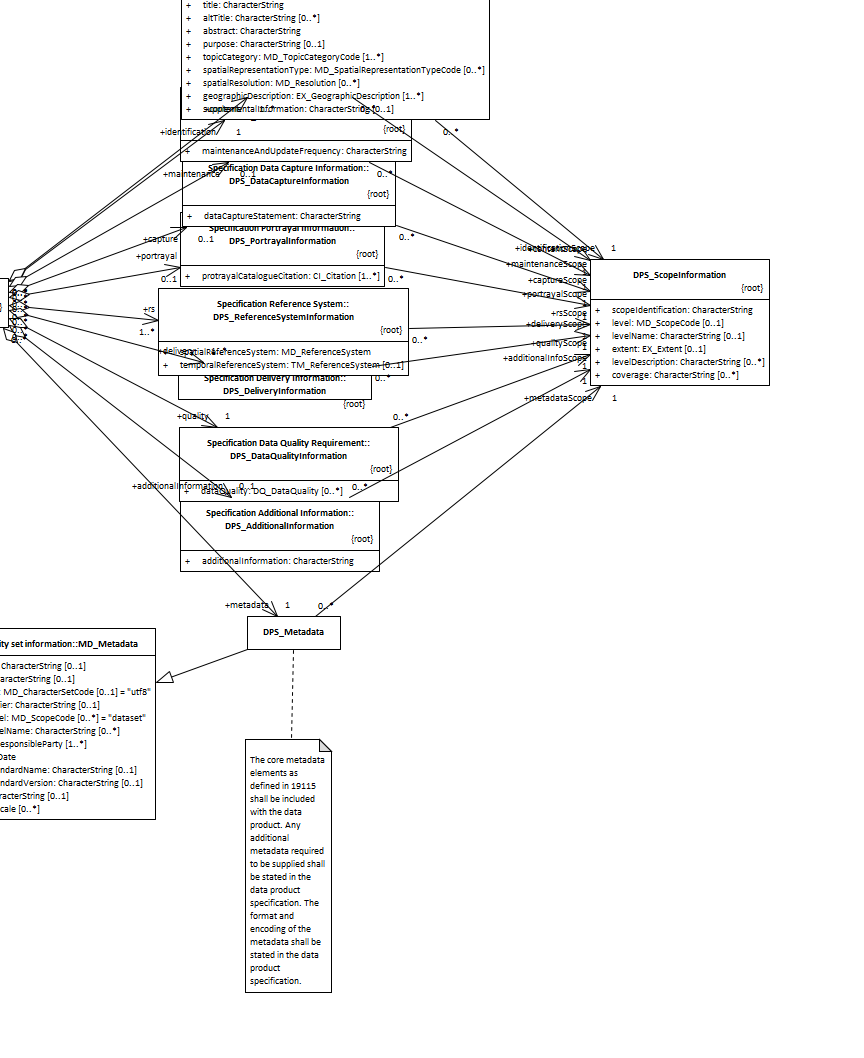 + title: CharacterString
+ altTitle: CharacterString [0..*]
+ abstract: CharacterString
+ purpose: CharacterString [0..1]
+ topicCategory: MD_TopicCategoryCode [1..*]
+ spatialRepresentationType: MD_SpatialRepresentationTypeCode [0..*]
+ spatialResolution: MD_Resolution [0..*]
+ geographicDescription: EX_GeographicDescription [1..*]
+ supplementalInformation: CharacterString [0..1]
+identification 1
{root}
0..*
+ maintenanceAndUpdateFrequency: CharacterString
+maintenance 0..1
0..*
Specification Data Capture Information::
DPS_DataCaptureInformation
{root}
+ dataCaptureStatement: CharacterString
+capture 0..1
0..*
Specification Portrayal Information::
DPS_PortrayalInformation
{root}
+portrayal
0..1
+ protrayalCatalogueCitation: CI_Citation [1..*]
0..*
Specification Reference System::
DPS_ReferenceSystemInformation
{root}
+rs
1..*
0..*
+ spatialReferenceSystem: MD_ReferenceSystem
+ temporalReferenceSystem: TM_ReferenceSystem [0..1]
+delivery
Specification Delivery Information::
DPS_DeliveryInformation
{root}
0..*
+quality 1
0..*
Specification Data Quality Requirement::
DPS_DataQualityInformation
{root}
+ dataQuality: DQ_DataQuality [0..*]
+additionalInformation 0..1
0..*
Specification Additional Information::
DPS_AdditionalInformation
{root}
+ additionalInformation: CharacterString
+metadata 1
0..*
DPS_Metadata
+identificationScope 1
+maintenanceScope
+captureScope
+portrayalScope
+rsScope
+deliveryScope
+qualityScope
+additionalInfoScope
1
+metadataScope 1
DPS_ScopeInformation
{root}
+ scopeIdentification: CharacterString
+ level: MD_ScopeCode [0..1]
+ levelName: CharacterString [0..1]
+ extent: EX_Extent [0..1]
+ levelDescription: CharacterString [0..*]
+ coverage: CharacterString [0..*]
ity set information::MD_Metadata
CharacterString [0..1]
aracterString [0..1]
: MD_CharacterSetCode [0..1] = "utf8"
fier: CharacterString [0..1]
el: MD_ScopeCode [0..*] = "dataset"
elName: CharacterString [0..*]
esponsibleParty [1..*]
Date
ndardName: CharacterString [0..1]
ndardVersion: CharacterString [0..1]
racterString [0..1]
cale [0..*]
The core metadata
elements as
defined in 19115
shall be included
with the data
product. Any
additional
metadata required
to be supplied shall
be stated in the
data product
specification. The
format and
encoding of the
metadata shall be
stated in the data
product
specification.